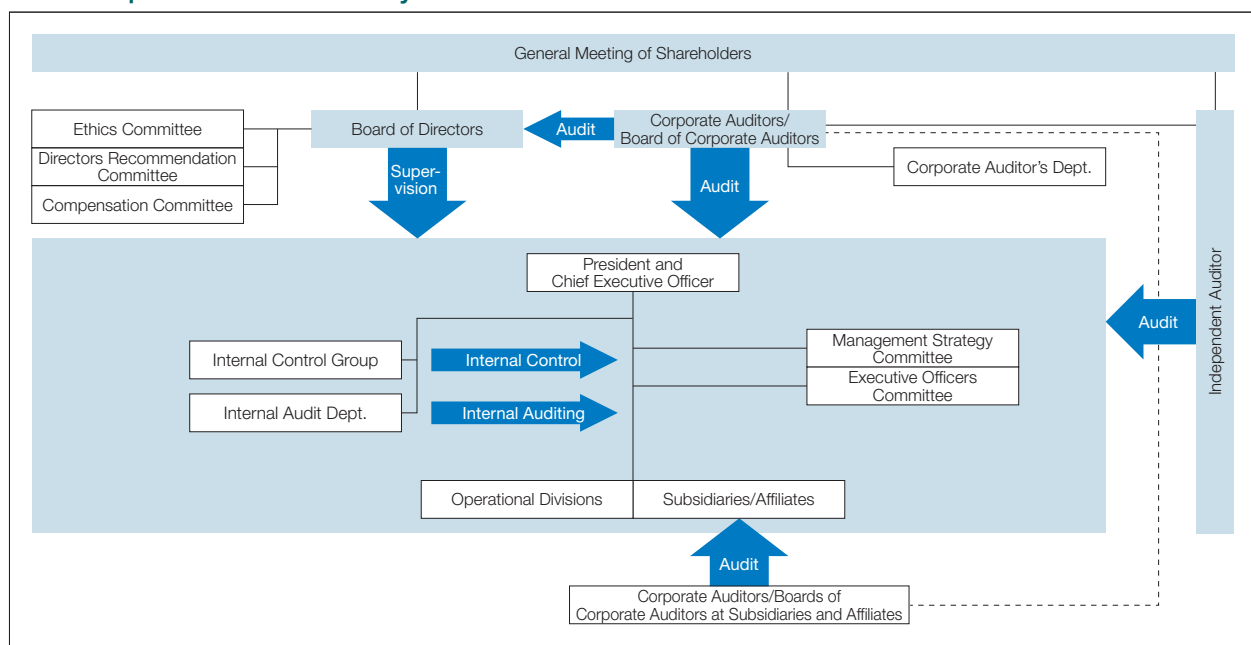 General Meeting of Shareholders
Ethics Committee
Directors Recommendation
Committee
Compensation Committee
Board of Directors
Audit
Corporate Auditors/
Board of Corporate Auditors
Corporate Auditor's Dept.
Super-
vision
Audit
President and
Chief Executive Officer
Internal Control Group
Internal Control
Management Strategy
Committee
Executive Officers
Committee
Internal Audit Dept.
Internal Auditing
Audit
Independent Auditor
Operational Divisions
Subsidiaries/Affiliates
Audit
Corporate Auditors/Boards of
Corporate Auditors at Subsidiaries and Affiliates